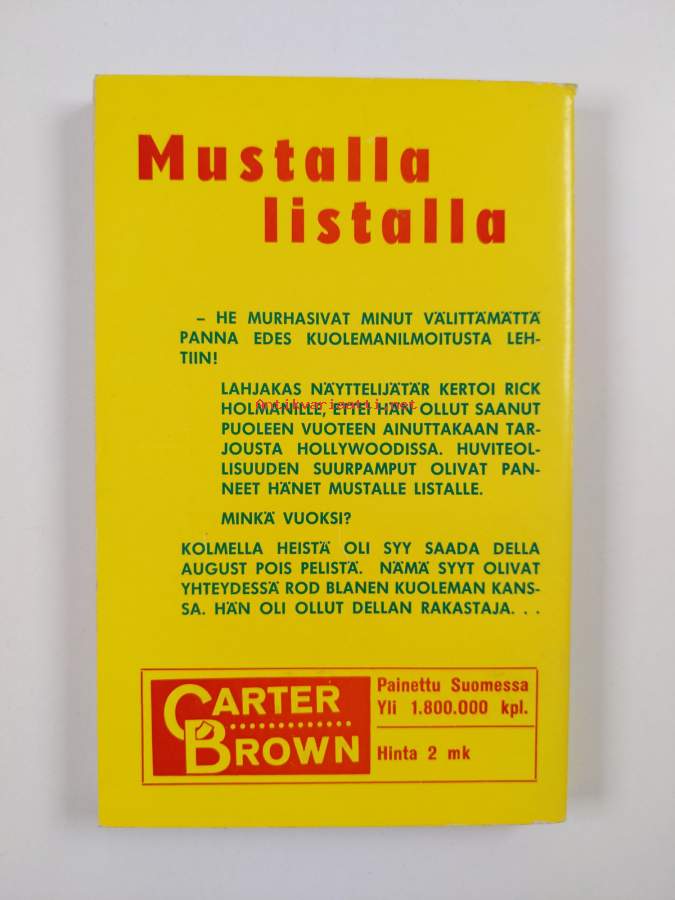 Mustalla
listalla
– HE MURHASIVAT MINUT VÄLITTÄMÄTTÄ
PANNA EDES KUOLEMANILMOITUSTA LEH-
TIIN!
LAHJAKAS NÄYTTELIJÄTÄR KERTOI RICK
Antikvariaatti.net
HOLMANILLE, ETTEI HÄN OLLUT SAANUT
PUOLEEN VUOTEEN AINUTTAKAAN TAR-
JOUSTA HOLLYWOODISSA. HUVITEOL-
LISUUDEN SUURPAMPUT OLIVAT PAN-
NEET HÄNET MUSTALLE LISTALLE.
MINKÄ VUOKSI?
KOLMELLA HEISTÄ OLI SYY SAADA DELLA
AUGUST POIS PELISTÄ. NÄMÄ SYYT OLIVAT
YHTEYDESSÄ ROD BLANEN KUOLEMAN KANS-
SA. HÄN OLI OLLUT DELLAN RAKASTAJA. . .
CARTER
BROWN
Painettu Suomessa
Yli 1.800.000 kpl.
Hinta 2 mk